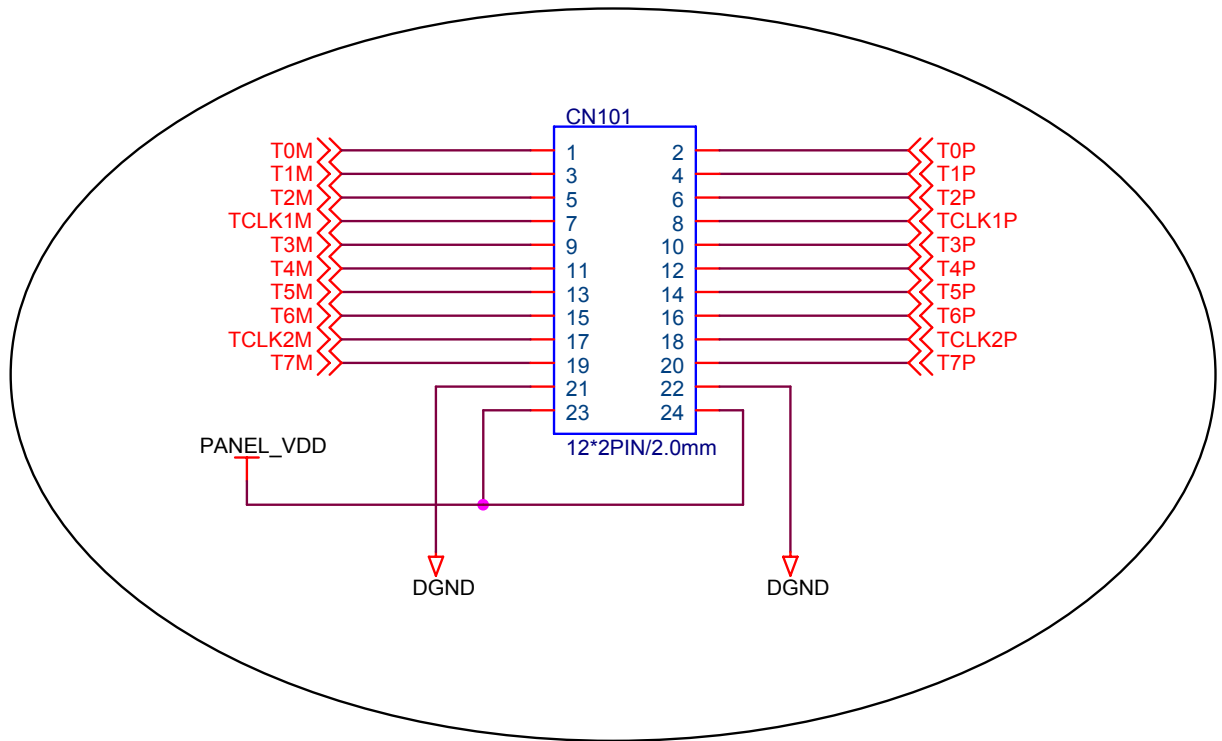 CN101
T0M 1 2 T0P
T1M 3 4 T1P
T2M 5 6 T2P
TCLK1M 7 8 TCLK1P
T3M 9 10 T3P
T4M 11 12 T4P
T5M 13 14 T5P
T6M 15 16 T6P
TCLK2M 17 18 TCLK2P
T7M 19 20 T7P
21 22
23 24
PANEL_VDD 12*2PIN/2.0mm
DGND DGND